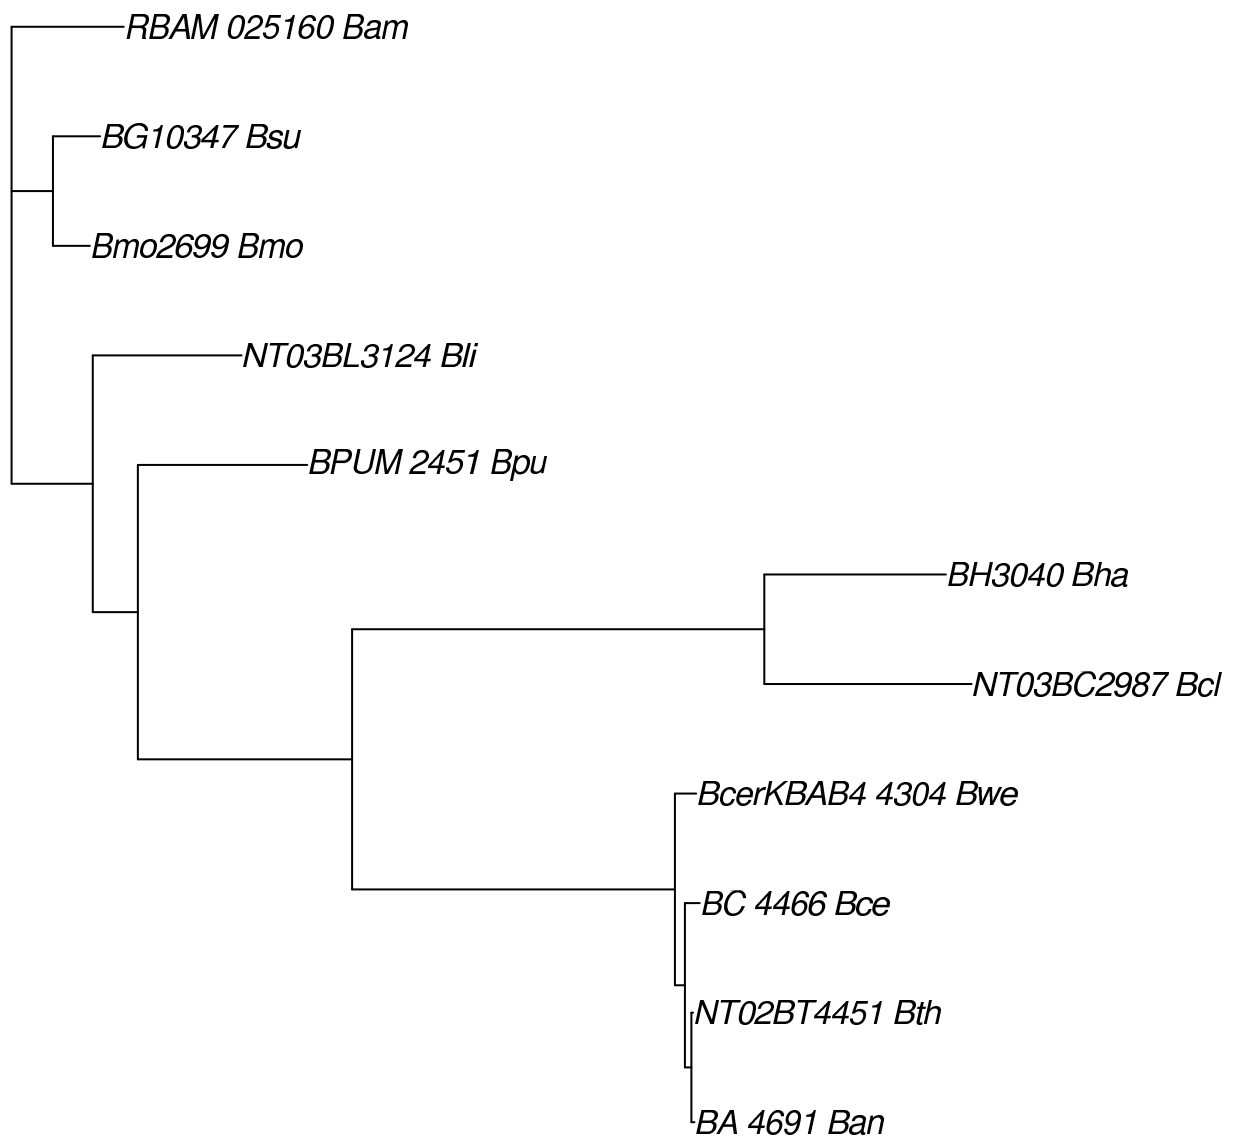 RBAM 025160 Bam
BG10347 Bsu
Bmo2699 Bmo
NT03BL3124 Bli
BPUM 2451 Bpu
BH3040 Bha
NT03BC2987 Bcl
BcerKBAB4 4304 Bwe
BC 4466 Bce
NT02BT4451 Bth
BA 4691 Ban